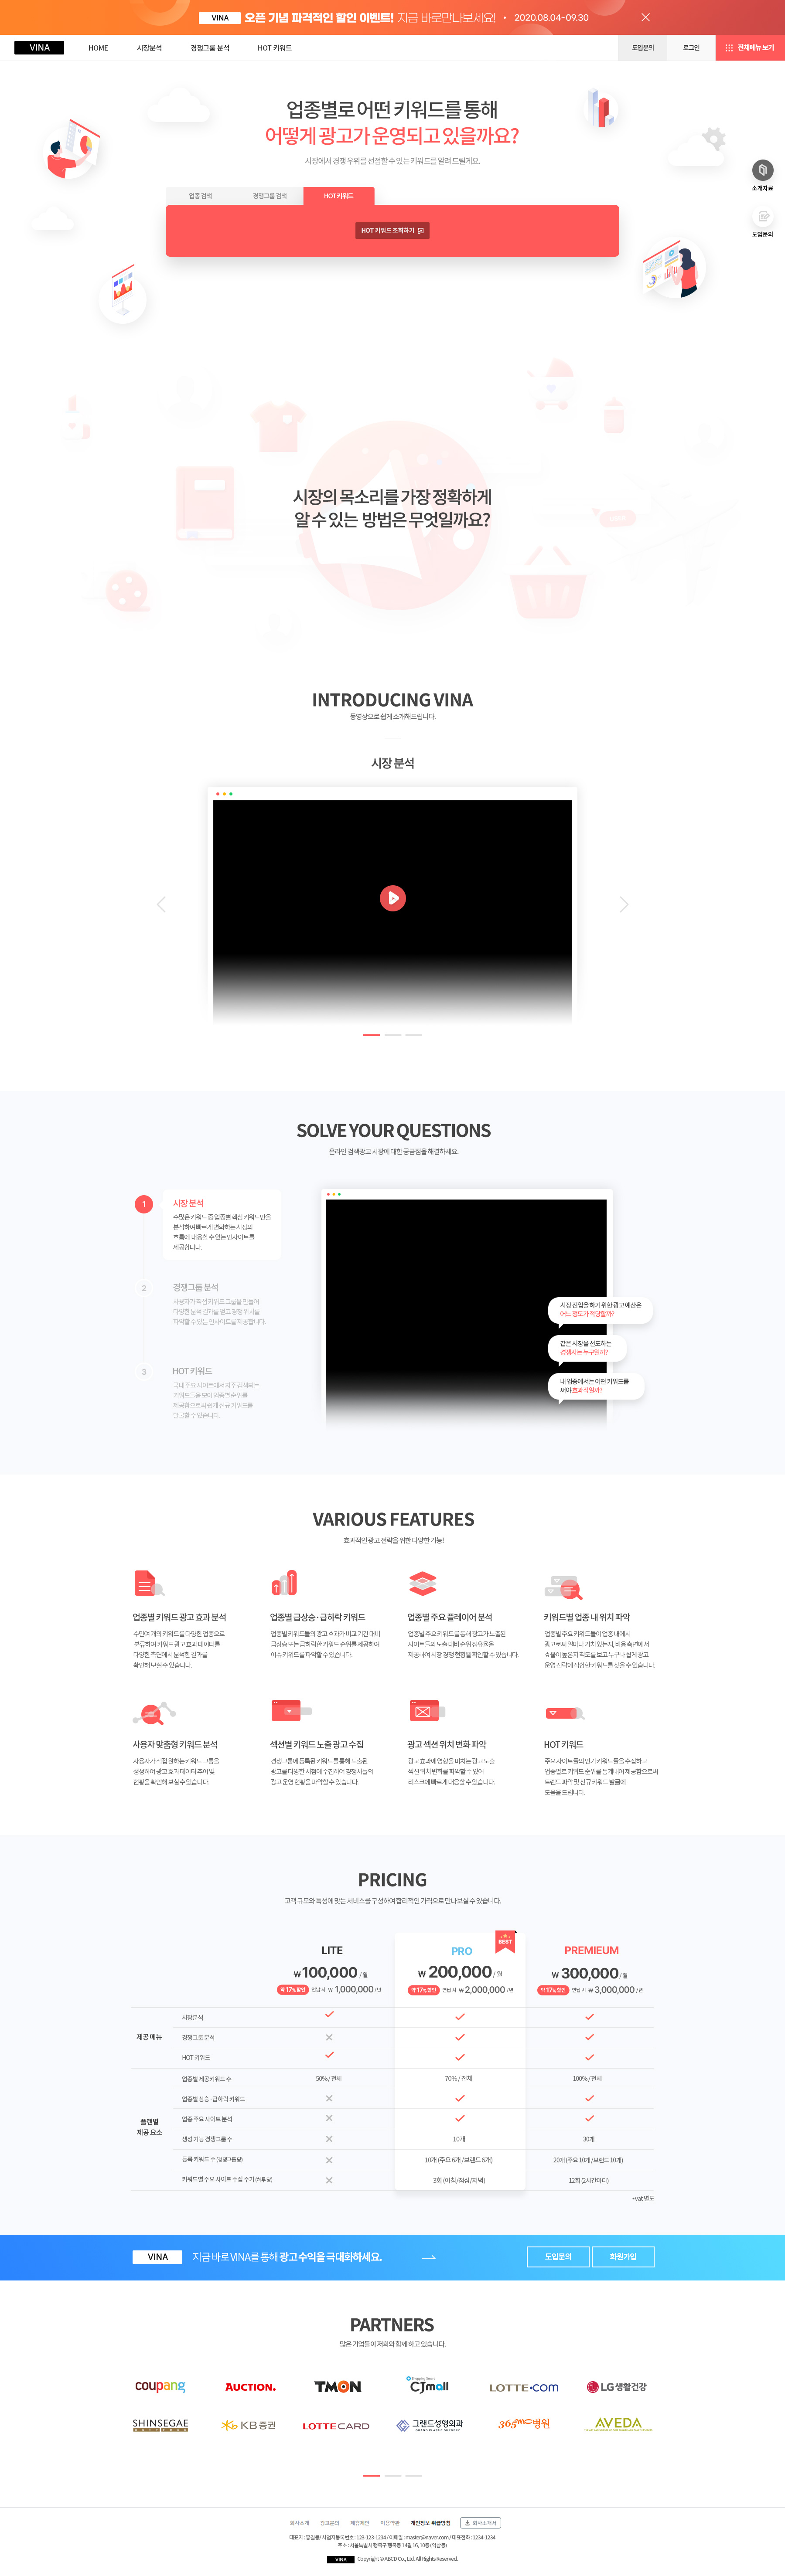 VINA 오픈 기념 파격적인 할인 이벤트! 지금 바로만나보세요! • 2020.08.04~09.30
VINA HOME 시장분석 경쟁그룹 분석 HOT 키워드 도입문의 로그인 전체메뉴 보기
업종별로 어떤 키워드를 통해
어떻게 광고가 운영되고 있을까요?
시장에서 경쟁 우위를 선점할 수 있는 키워드를 알려 드릴게요.
소개자료
도입문의
업종 검색 경쟁그룹 검색 HOT 키워드
HOT 키워드 조회하기
시장의 목소리를 가장 정확하게
알 수 있는 방법은 무엇일까요?
INTRODUCING VINA
동영상으로 쉽게 소개해드립니다.
시장 분석
SOLVE YOUR QUESTIONS
온라인 검색광고 시장에 대한 궁금점을 해결하세요.
1 시장 분석
수많은 키워드 중 업종별 핵심 키워드만을
분석하여 빠르게 변화하는 시장의
흐름에 대응할 수 있는 인사이트를
제공합니다.
2 경쟁그룹 분석
사용자가 직접 키워드 그룹을 만들어
다양한 분석 결과를 얻고 경쟁 위치를
파악할 수 있는 인사이트를 제공합니다.
3 HOT 키워드
국내 주요 사이트에서 자주 검색되는
키워드들을 모아 업종별 순위를
제공함으로써 쉽게 신규 키워드를
발굴할 수 있습니다.
시장 진입을 하기 위한 광고 예산은
어느 정도가 적당할까?
같은 시장을 선도하는
경쟁사는 누구일까?
내 업종에서는 어떤 키워드를
써야 효과적일까?
VARIOUS FEATURES
효과적인 광고 전략을 위한 다양한 기능!
업종별 키워드 광고 효과 분석
수만여 개의 키워드를 다양한 업종으로
분류하여 키워드 광고 효과 데이터를
다양한 측면에서 분석한 결과를
확인해 보실 수 있습니다.
업종별 급상승·급하락 키워드
업종별 키워드들의 광고 효과가 비교 기간 대비
급상승 또는 급하락한 키워드 순위를 제공하여
이슈 키워드를 파악할 수 있습니다.
업종별 주요 플레이어 분석
업종별 주요 키워드를 통해 광고가 노출된
사이트들의 노출 대비 순위 점유율을
제공하여 시장 경쟁 현황을 확인할 수 있습니다.
키워드별 업종 내 위치 파악
업종별 주요 키워드들이 업종 내에서
광고로써 얼마나 가치 있는지, 비용 측면에서
효율이 높은지 척도를 보고 누구나 쉽게 광고
운영 전략에 적합한 키워드를 찾을 수 있습니다.
사용자 맞춤형 키워드 분석
사용자가 직접 원하는 키워드 그룹을
생성하여 광고 효과 데이터 추이 및
현황을 확인해 보실 수 있습니다.
섹션별 키워드 노출 광고 수집
경쟁그룹에 등록된 키워드를 통해 노출된
광고를 다양한 시점에 수집하여 경쟁사들의
광고 운영 현황을 파악할 수 있습니다.
광고 섹션 위치 변화 파악
광고 효과에 영향을 미치는 광고 노출
섹션 위치 변화를 파악할 수 있어
리스크에 빠르게 대응할 수 있습니다.
HOT 키워드
주요 사이트들의 인기 키워드들을 수집하고
업종별로 키워드 순위를 통계 내어 제공함으로써
트렌드 파악 및 신규 키워드 발굴에
도움을 드립니다.
PRICING
고객 규모와 특성에 맞는 서비스를 구성하여 합리적인 가격으로 만나보실 수 있습니다.
BEST
LITE PRO PREMIEUM
₩ 100,000 / 월 ₩ 200,000 / 월 ₩ 300,000 / 월
약 17% 할인 연납 시 ₩ 1,000,000 / 년 약 17% 할인 연납 시 ₩ 2,000,000 / 년 약 17% 할인 연납 시 ₩ 3,000,000 / 년
제공 메뉴
시장분석
경쟁그룹 분석
HOT 키워드
플랜별
제공 요소
업종별 제공키워드 수 50% / 전체 70% / 전체 100% / 전체
업종별 상승·급하락 키워드
업종 주요 사이트 분석
생성 가능 경쟁그룹 수 10개 30개
등록 키워드 수 (경쟁그룹 당) 10개 (주요 6개 / 브랜드 6개) 20개 (주요 10개 / 브랜드 10개)
키워드별 주요 사이트 수집 주기 (하루 당) 3회 (아침/점심/저녁) 12회 (2시간마다)
*vat 별도
VINA 지금 바로 VINA를 통해 광고 수익을 극대화하세요. 도입문의 회원가입
PARTNERS
많은 기업들이 저희와 함께 하고 있습니다.
coupang AUCTION. TMON CJmall LOTTE.COM LG생활건강
SHINSEGAE KB증권 LOTTECARD 그랜드성형외과 365mc병원 AVEDA
회사소개 광고문의 제휴제안 이용약관 개인정보 취급방침 회사소개서
대표자 : 홍길동 / 사업자등록번호 : 123-123-1234 / 이메일 : master@naver.com / 대표전화 : 1234-1234
주소 : 서울특별시 행복구 행복동 14길 16, 10층 (역삼동)
VINA Copyright © ABCD Co., Ltd. All Rights Reserved.